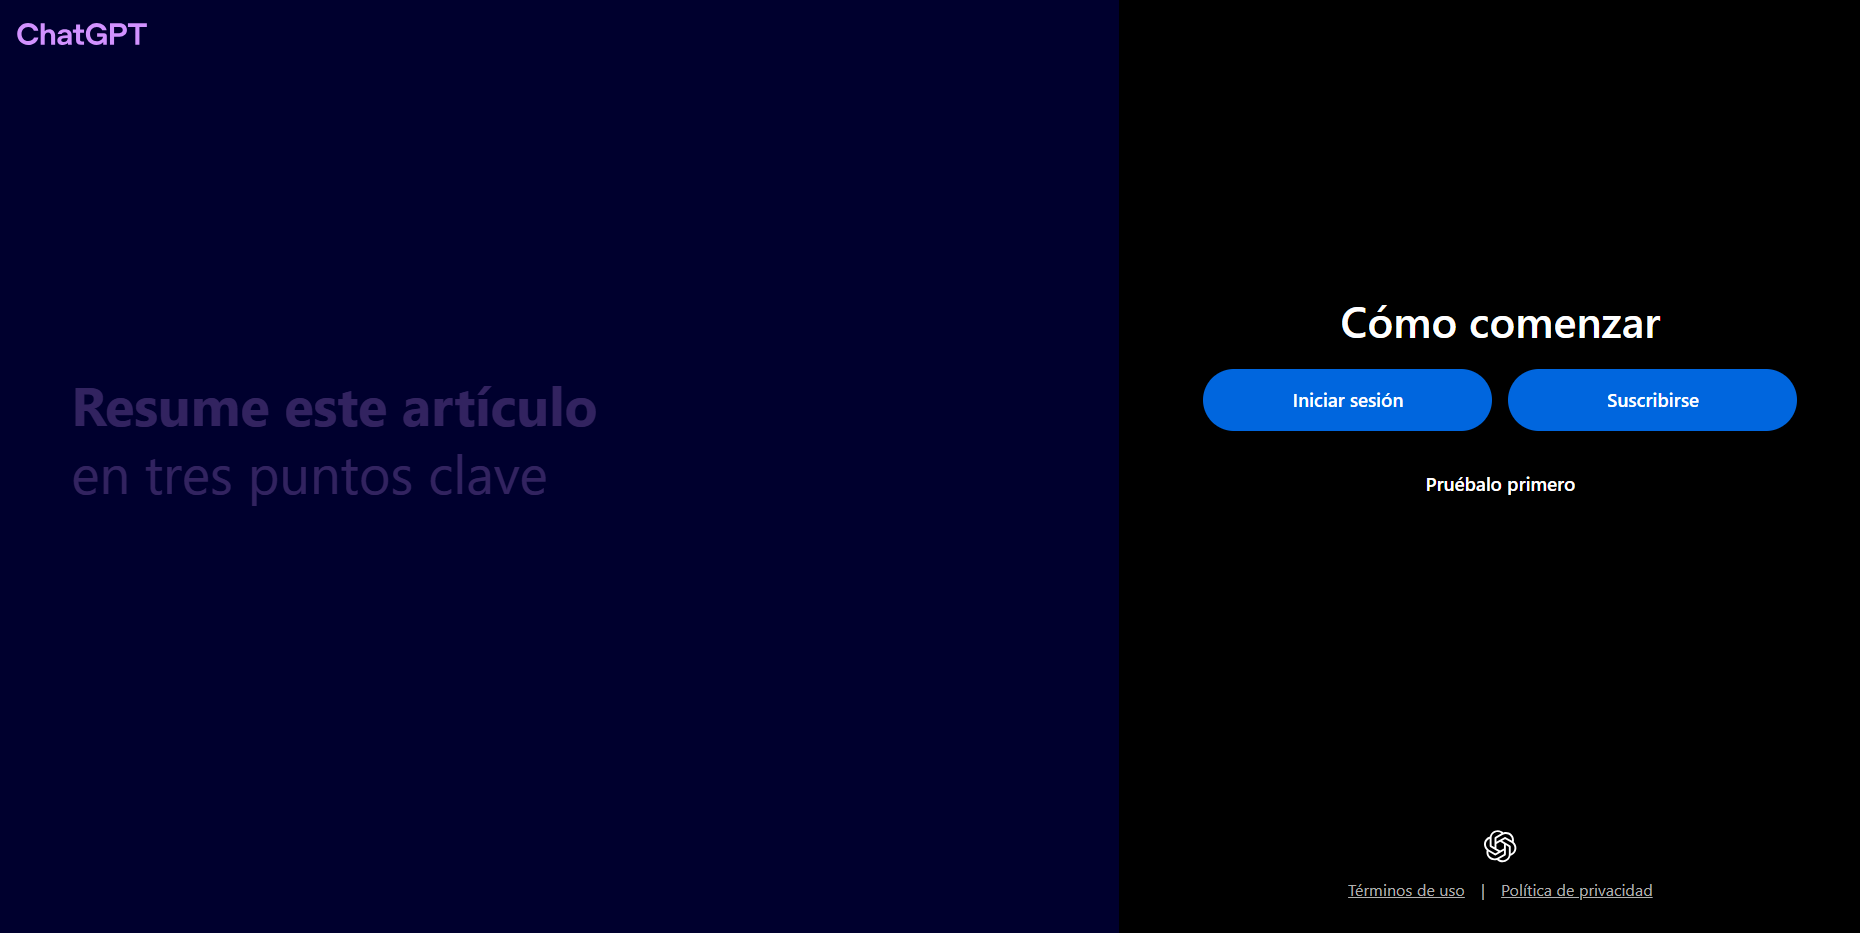 ChatGPT
Resume este artículo
en tres puntos clave
Cómo comenzar
Iniciar sesión
Suscribirse
Pruébalo primero
Términos de uso | Política de privacidad